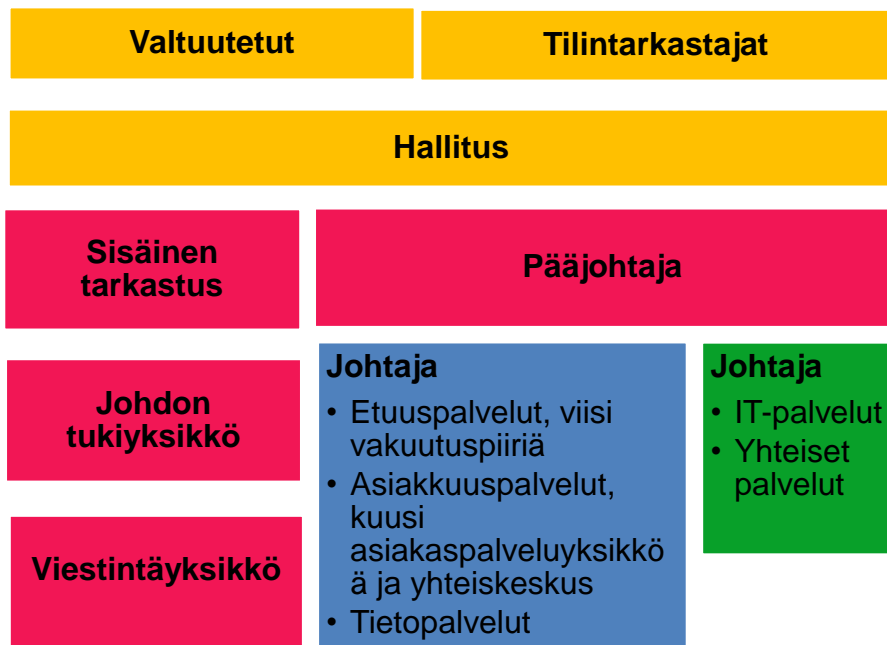 Valtuutetut
Tilintarkastajat
Hallitus
Sisäinen
tarkastus
Pääjohtaja
Johdon
tukiyksikkö
Viestintäyksikkö
Johtaja
• Etuuspalvelut, viisi
vakuutuspiiriä
• Asiakkuuspalvelut,
kuusi
asiakaspalveluyksikkö
ä ja yhteiskeskus
• Tietopalvelut
Johtaja
• IT-palvelut
• Yhteiset
palvelut